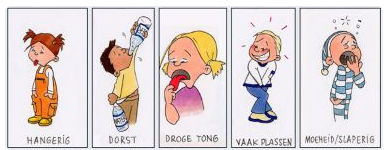 HANGERIG
DORST
DROGE TONG
VAAK PLASSEN
MOEHEID/SLAPERIG